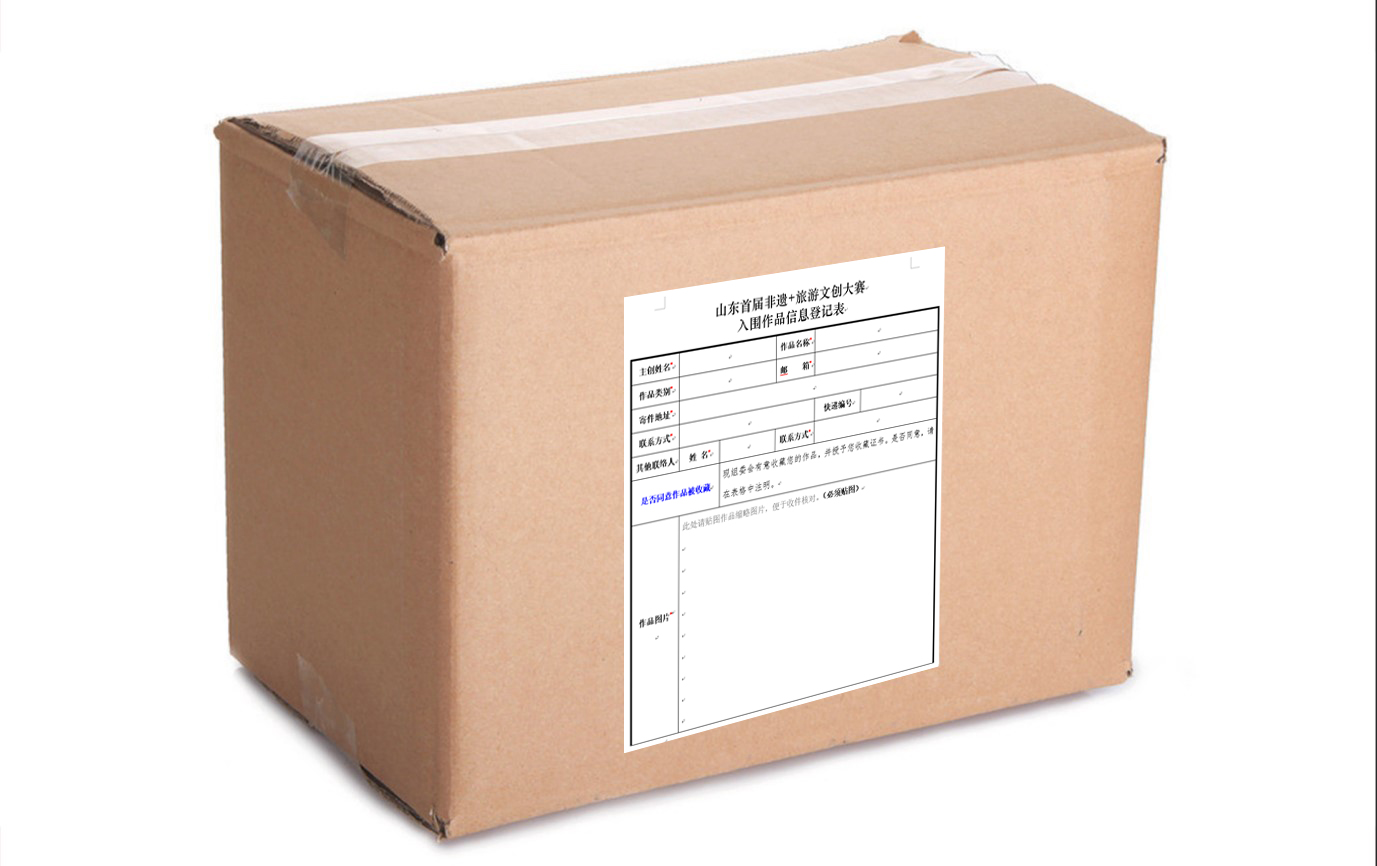 山东首届非遗+旅游文创大赛
入围作品信息登记表
主创姓名 作品名称
作品类别 邮 箱
寄件地址
联系方式 快递编号
其他联络人 姓 名 联系方式
是否同意作品被收藏 现组委会有意收藏您的作品，并授予您收藏证书。是否同意，请
在表格中注明。
此处请贴图作品缩略图片，便于收件核对。（必须贴图）
作品图片